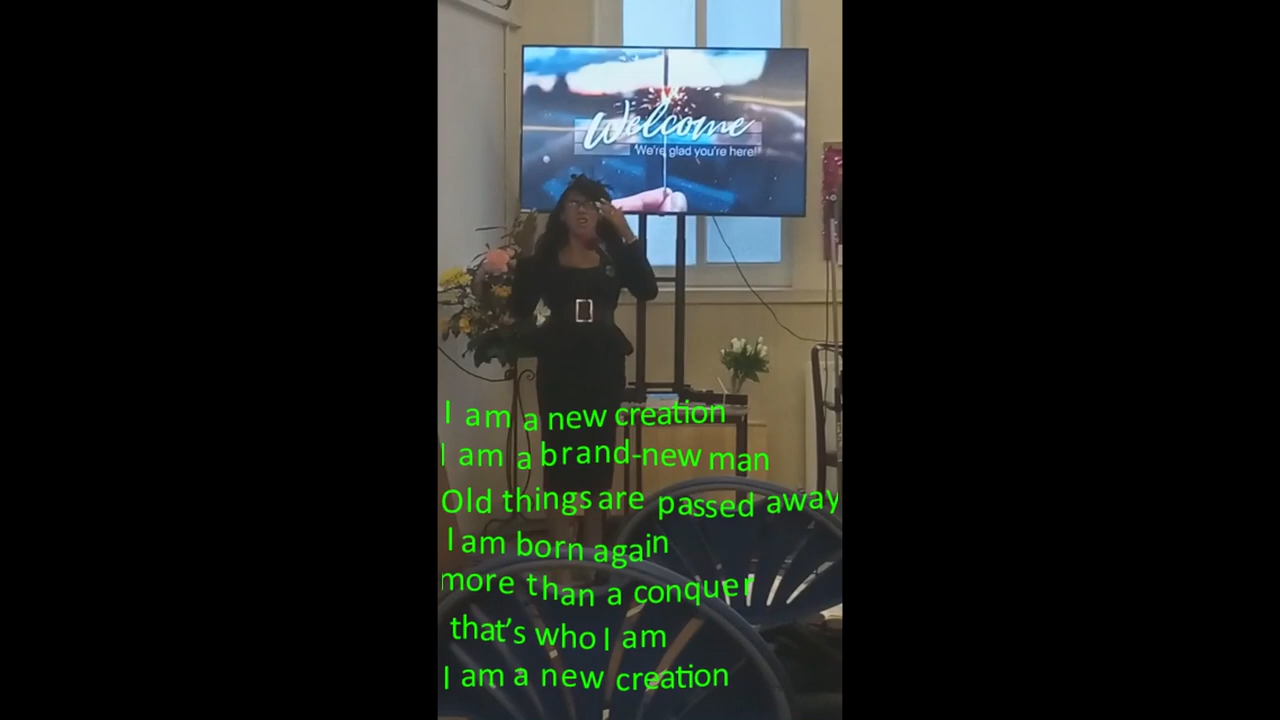 Welcome
"We're glad you're here!"
I am a new creation
I am a brand-new man
Old things are passed away
I am born again
more than a conquer
that's who I am
I am a new creation